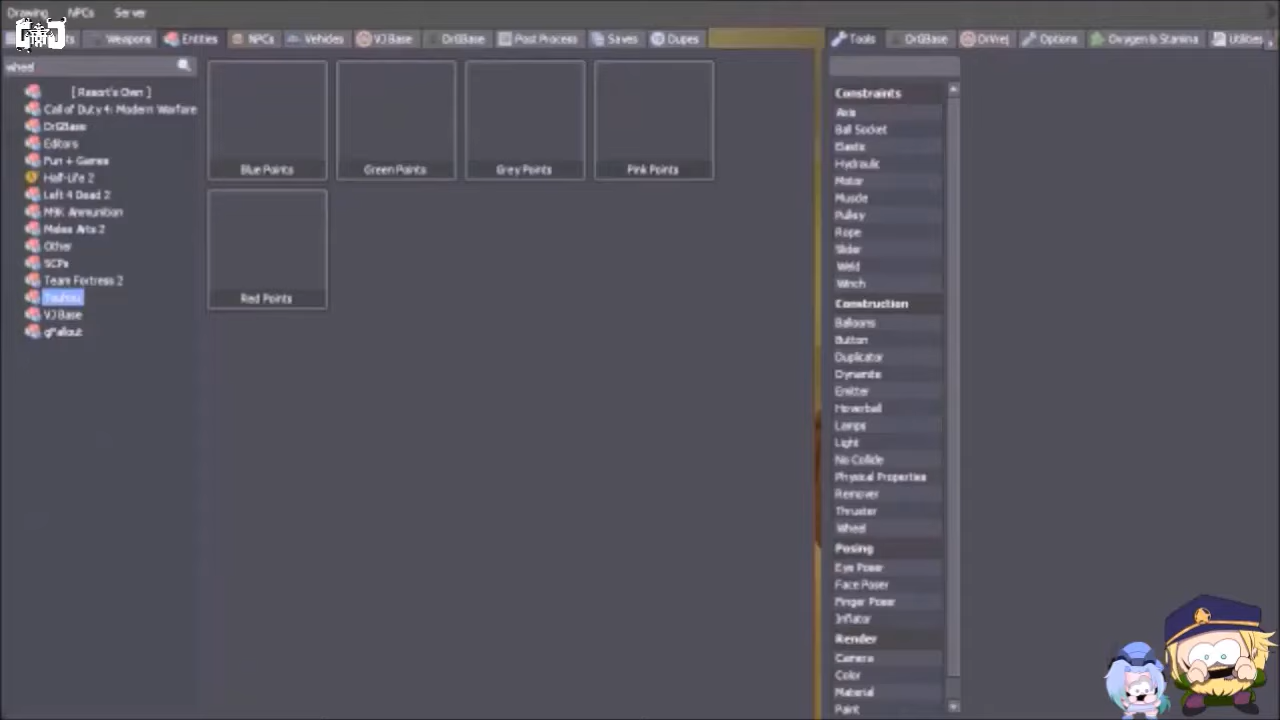 Drawing NPCs Server
Weapons Entities NPCs Vehicles VJ Base DrGBase Post Process Saves Dupes
Tools DrGBase DrVrej Options Oxygen & Stamina Utilities
wheel
[ Rasort's Own ]
Call of Duty 4: Modern Warfare
DrGBase
Editors
Fun + Games
Half-Life 2
Left 4 Dead 2
M9K Ammunition
Melee Arts 2
Other
SCPs
Team Fortress 2
Touhou
VJ Base
gFallout
Blue Points
Green Points
Grey Points
Pink Points
Red Points
Constraints
Axis
Ball Socket
Elastic
Hydraulic
Motor
Muscle
Pulley
Rope
Slider
Weld
Winch
Construction
Balloons
Button
Duplicator
Dynamite
Emitter
Hoverball
Lamps
Light
No Collide
Physical Properties
Remover
Thruster
Wheel
Posing
Eye Poser
Face Poser
Finger Poser
Inflator
Render
Camera
Color
Material
Paint